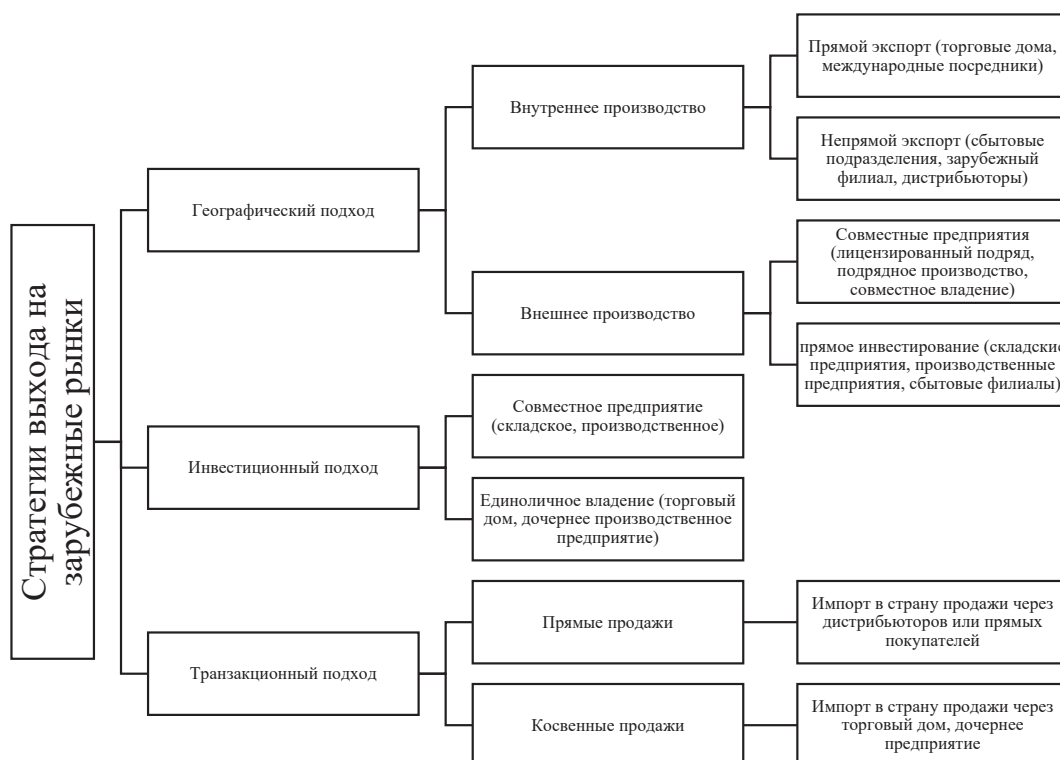 Стратегии выхода на
зарубежные рынки
Географический подход
Внутреннее производство
Прямой экспорт (торговые дома,
международные посредники)
Непрямой экспорт (сбытовые
подразделения, зарубежный
филиал, дистрибьюторы)
Внешнее производство
Совместные предприятия
(лицензированный подряд,
подрядное производство,
совместное владение)
прямое инвестирование (складские
предприятия, производственные
предприятия, сбытовые филиалы)
Инвестиционный подход
Совместное предприятие
(складское, производственное)
Единоличное владение (торговый
дом, дочернее производственное
предприятие)
Транзакционный подход
Прямые продажи
Импорт в страну продажи через
дистрибьюторов или прямых
покупателей
Косвенные продажи
Импорт в страну продажи через
торговый дом, дочернее
предприятие